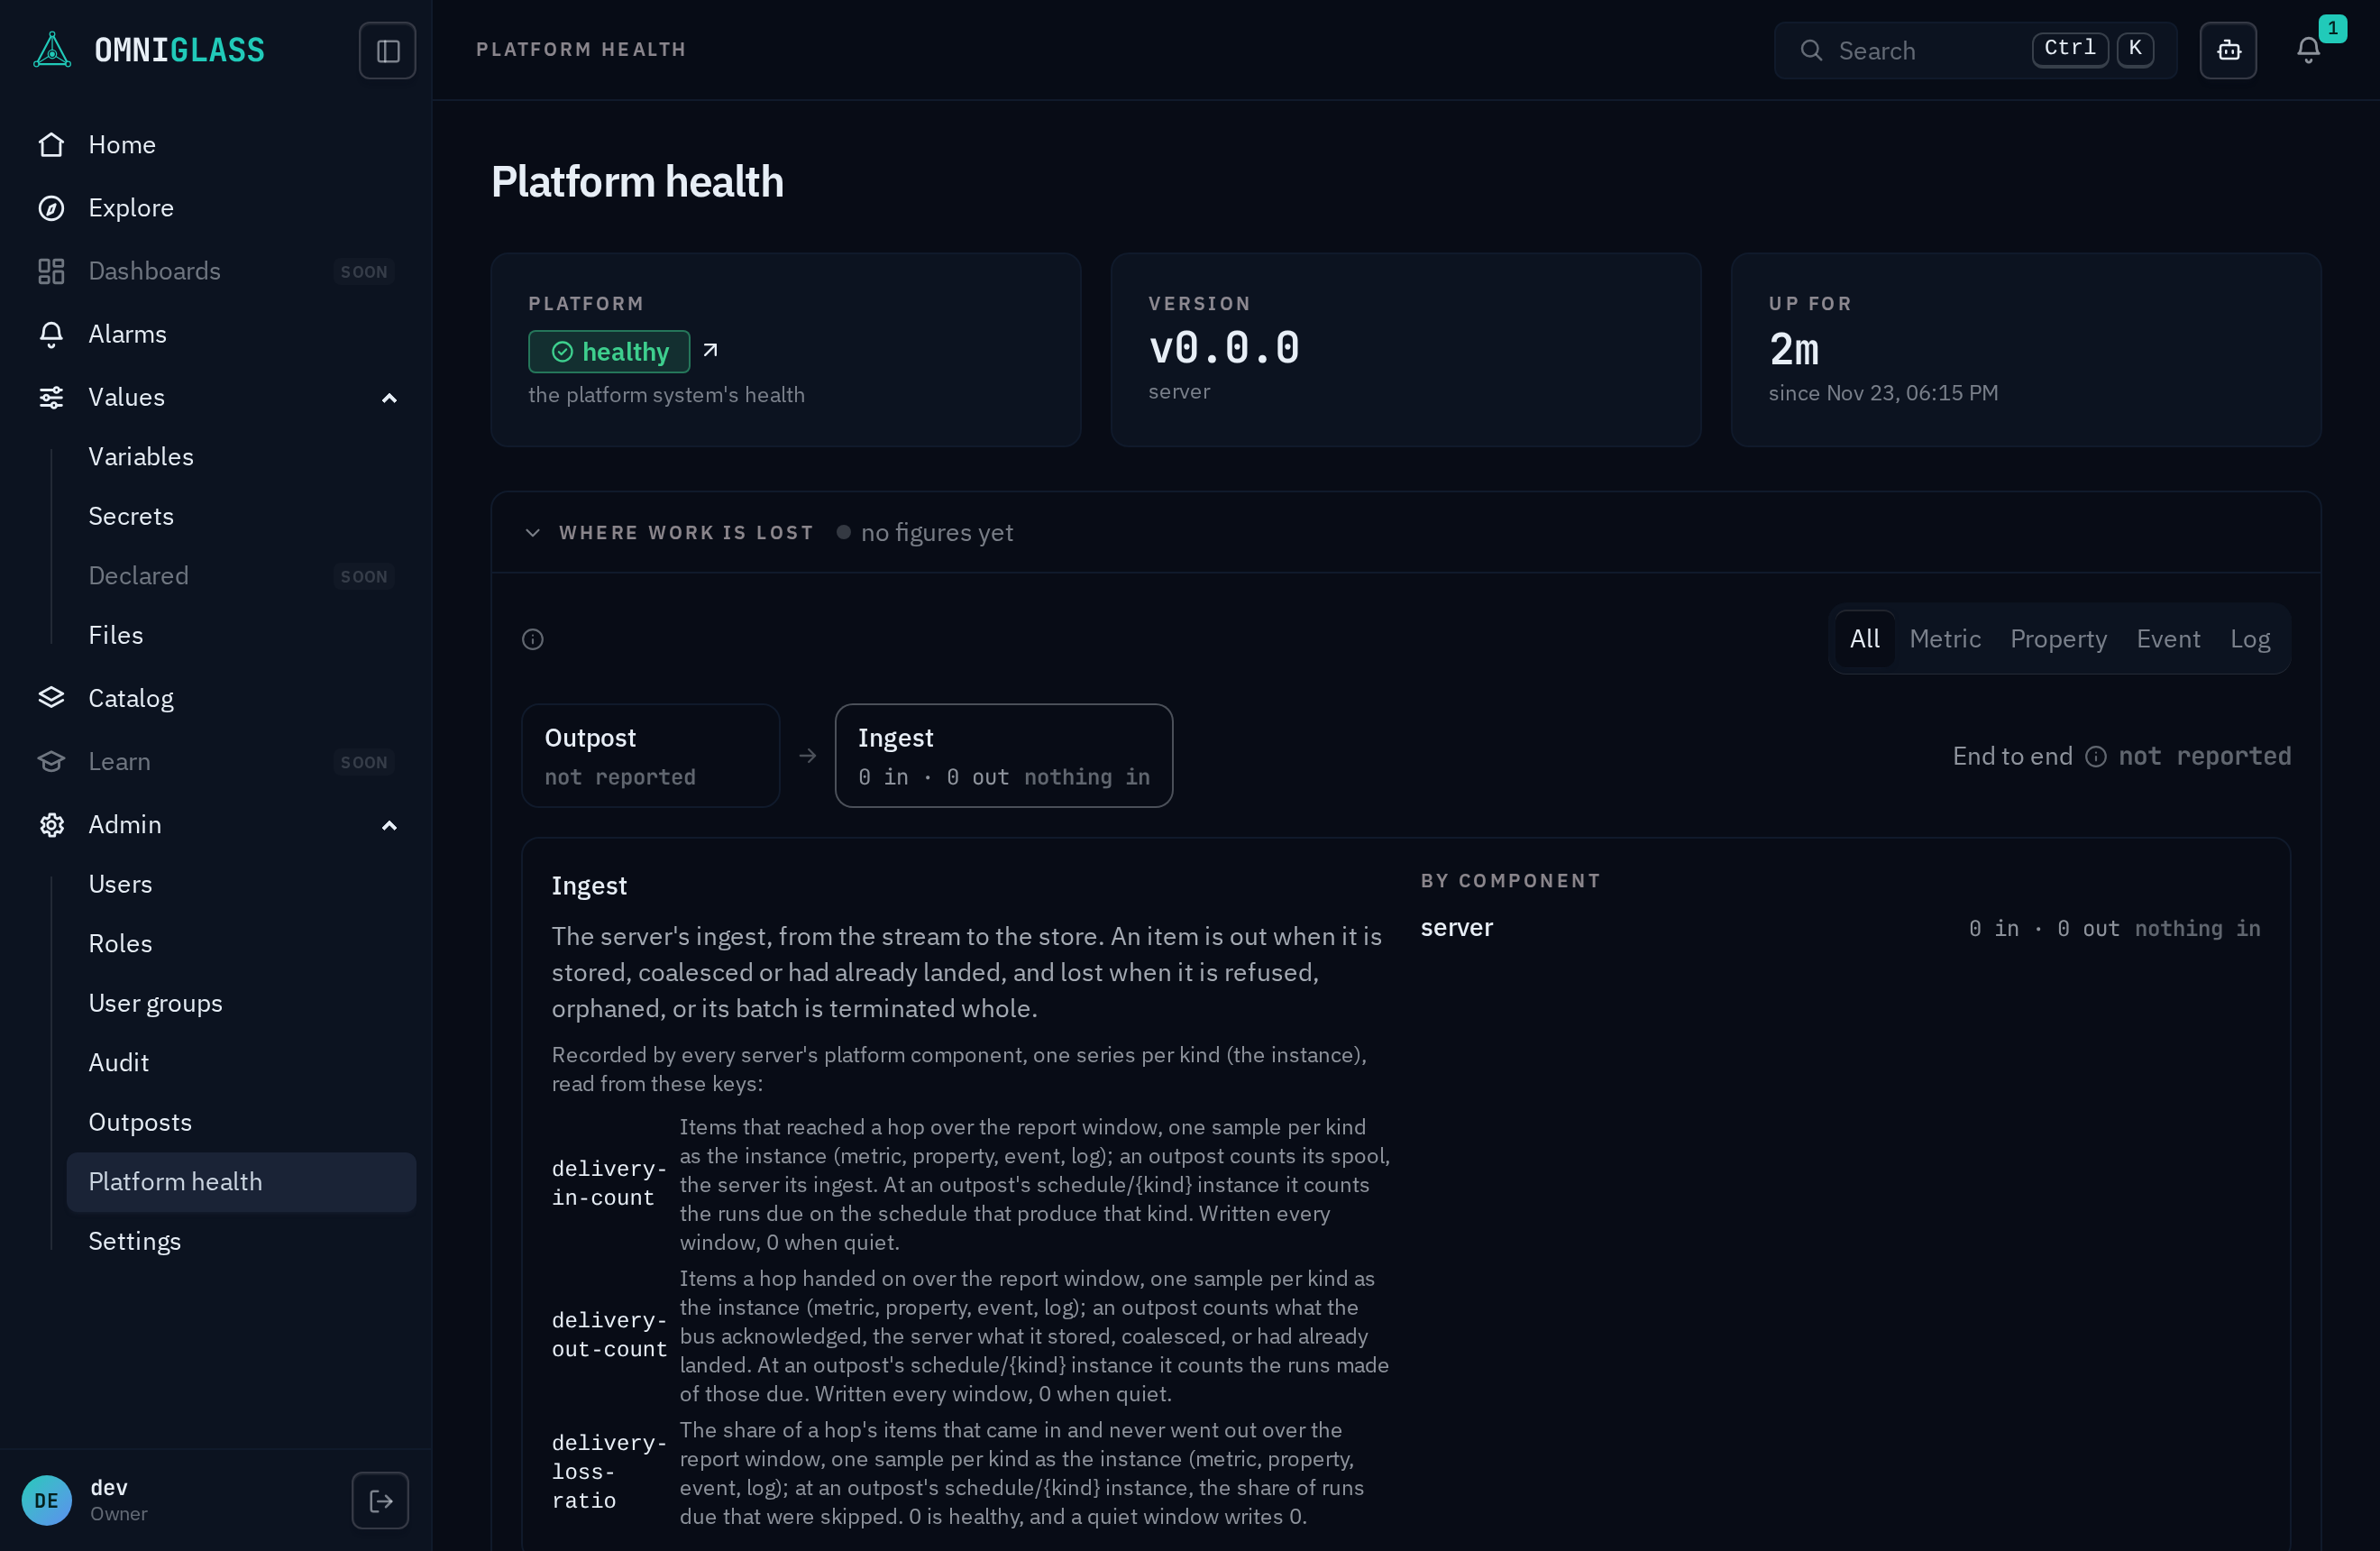 OMNIGLASS
PLATFORM HEALTH
Search
Ctrl
K
1
Home
Explore
Dashboards
SOON
Alarms
Values
Variables
Secrets
Declared
SOON
Files
Catalog
Learn
SOON
Admin
Users
Roles
User groups
Audit
Outposts
Platform health
Settings
DE
dev
Owner
Platform health
PLATFORM
healthy
the platform system's health
VERSION
v0.0.0
server
UP FOR
2m
since Nov 23, 06:15 PM
WHERE WORK IS LOST
no figures yet
All
Metric
Property
Event
Log
Outpost
not reported
Ingest
0 in · 0 out nothing in
End to end
not reported
Ingest
The server's ingest, from the stream to the store. An item is out when it is
stored, coalesced or had already landed, and lost when it is refused,
orphaned, or its batch is terminated whole.
Recorded by every server's platform component, one series per kind (the instance),
read from these keys:
delivery-
in-count
Items that reached a hop over the report window, one sample per kind
as the instance (metric, property, event, log); an outpost counts its spool,
the server its ingest. At an outpost's schedule/{kind} instance it counts
the runs due on the schedule that produce that kind. Written every
window, 0 when quiet.
delivery-
out-count
Items a hop handed on over the report window, one sample per kind as
the instance (metric, property, event, log); an outpost counts what the
bus acknowledged, the server what it stored, coalesced, or had already
landed. At an outpost's schedule/{kind} instance it counts the runs made
of those due. Written every window, 0 when quiet.
delivery-
loss-
ratio
The share of a hop's items that came in and never went out over the
report window, one sample per kind as the instance (metric, property,
event, log); at an outpost's schedule/{kind} instance, the share of runs
due that were skipped. 0 is healthy, and a quiet window writes 0.
BY COMPONENT
server
0 in · 0 out nothing in